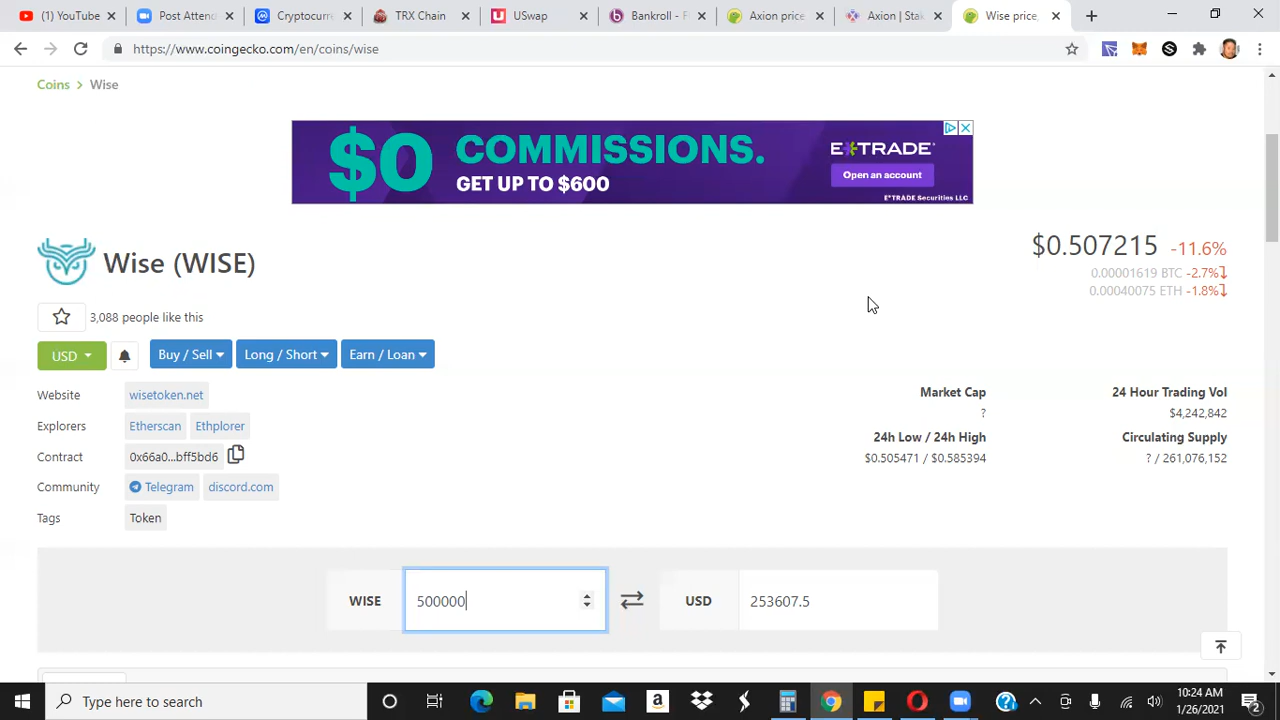 (1) YouTube
Post Attend
Cryptocurre
TRX Chain
USwap
Bankroll - F
Axion price
Axion | Stak
Wise price,
https://www.coingecko.com/en/coins/wise
Coins > Wise
$0 COMMISSIONS.
GET UP TO $600
E*TRADE
Open an account
E*TRADE Securities LLC
Wise (WISE)
$0.507215 -11.6%
0.00001619 BTC -2.7%
0.00040075 ETH -1.8%
3,088 people like this
USD
Buy / Sell
Long / Short
Earn / Loan
Website wisetoken.net
Market Cap
24 Hour Trading Vol
?
$4,242,842
Explorers Etherscan Ethplorer
24h Low / 24h High
Circulating Supply
Contract 0x66a0...bff5bd6
$0.505471 / $0.585394
? / 261,076,152
Community Telegram discord.com
Tags Token
WISE 500000
USD 253607.5
Type here to search
10:24 AM
1/26/2021
2